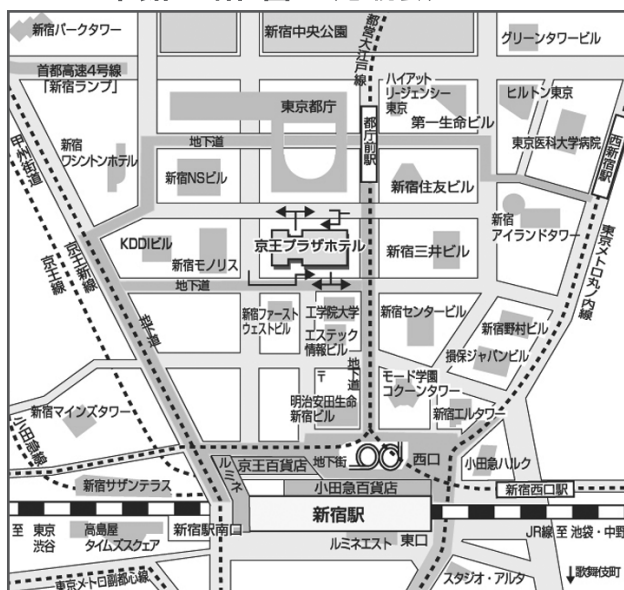 新宿パークタワー
新宿中央公園
都営大江戸線
グリーンタワービル
首都高速4号線
「新宿ランプ」
東京都庁
都庁前駅
ハイアット
リージェンシー
東京
第一生命ビル
ヒルトン東京
東京医科大学病院
西新宿駅
甲州街道
新宿
ワシントンホテル
地下道
新宿NSビル
新宿住友ビル
新宿
アイランドタワー
京王新線
京王線
KDDIビル
新宿モノリス
京王プラザホテル
新宿三井ビル
東京メトロ丸ノ内線
地下道
地下道
新宿ファースト
ウェストビル
工学院大学
エステック
情報ビル
地下道
新宿センタービル
新宿野村ビル
損保ジャパンビル
〒
明治安田生命
新宿ビル
モード学園
コクーンタワー
新宿エルタワー
新宿マインズタワー
小田急線
ルミネ
京王百貨店
地下街
西口
小田急ハルク
新宿サザンテラス
小田急百貨店
新宿西口駅
新宿駅
至 東京
渋谷
高島屋
タイムズスクェア
新宿駅南口
ルミネエスト
東口
JR線 至 池袋・中野
東京メトロ副都心線
スタジオ・アルタ
↓歌舞伎町